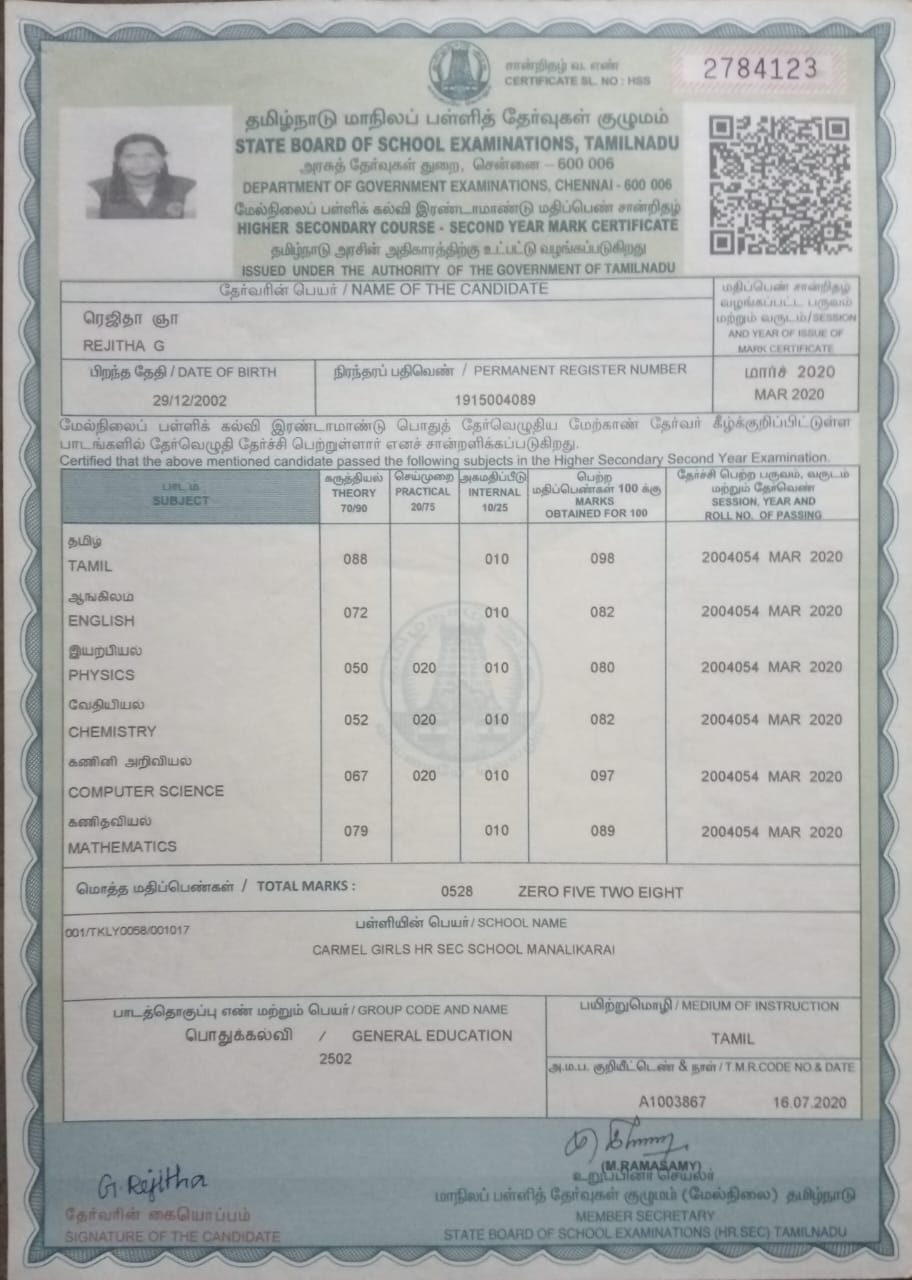 சான்றிதழ் வ. எண்
CERTIFICATE SL. NO : HSS
2784123
தமிழ்நாடு மாநிலப் பள்ளித் தேர்வுகள் குழுமம்
STATE BOARD OF SCHOOL EXAMINATIONS, TAMILNADU
அரசுத் தேர்வுகள் துறை, சென்னை – 600 006
DEPARTMENT OF GOVERNMENT EXAMINATIONS, CHENNAI - 600 006
மேல்நிலைப் பள்ளிக் கல்வி இரண்டாமாண்டு மதிப்பெண் சான்றிதழ்
HIGHER SECONDARY COURSE - SECOND YEAR MARK CERTIFICATE
தமிழ்நாடு அரசின் அதிகாரத்திற்கு உட்பட்டு வழங்கப்படுகிறது
ISSUED UNDER THE AUTHORITY OF THE GOVERNMENT OF TAMILNADU
தேர்வரின் பெயர் / NAME OF THE CANDIDATE
ரெஜிதா ஞா
REJITHA G
மதிப்பெண் சான்றிதழ்
வழங்கப்பட்ட பருவம்
மற்றும் வருடம்/SESSION
AND YEAR OF ISSUE OF
MARK CERTIFICATE
பிறந்த தேதி / DATE OF BIRTH
29/12/2002
நிரந்தரப் பதிவெண் / PERMANENT REGISTER NUMBER
1915004089
மார்ச் 2020
MAR 2020
மேல்நிலைப் பள்ளிக் கல்வி இரண்டாமாண்டு பொதுத் தேர்வெழுதிய மேற்காண் தேர்வர் கீழ்க்குறிப்பிட்டுள்ள
பாடங்களில் தேர்வெழுதி தேர்ச்சி பெற்றுள்ளார் எனச் சான்றளிக்கப்படுகிறது.
Certified that the above mentioned candidate passed the following subjects in the Higher Secondary Second Year Examination.
பாடம்
SUBJECT
கருத்தியல்
THEORY
70/90
செய்முறை
PRACTICAL
20/75
அகமதிப்பீடு
INTERNAL
10/25
பெற்ற
மதிப்பெண்கள் 100 க்கு
MARKS
OBTAINED FOR 100
தேர்ச்சி பெற்ற பருவம், வருடம்
மற்றும் தேர்வெண்
SESSION, YEAR AND
ROLL NO. OF PASSING
தமிழ்
TAMIL 088 010 098 2004054 MAR 2020
ஆங்கிலம்
ENGLISH 072 010 082 2004054 MAR 2020
இயற்பியல்
PHYSICS 050 020 010 080 2004054 MAR 2020
வேதியியல்
CHEMISTRY 052 020 010 082 2004054 MAR 2020
கணினி அறிவியல்
COMPUTER SCIENCE 067 020 010 097 2004054 MAR 2020
கணிதவியல்
MATHEMATICS 079 010 089 2004054 MAR 2020
மொத்த மதிப்பெண்கள் / TOTAL MARKS : 0528 ZERO FIVE TWO EIGHT
பள்ளியின் பெயர் / SCHOOL NAME
001/TKLY0058/001017
CARMEL GIRLS HR SEC SCHOOL MANALIKARAI
பாடத்தொகுப்பு எண் மற்றும் பெயர் / GROUP CODE AND NAME
பொதுக்கல்வி / GENERAL EDUCATION
2502
பயிற்றுமொழி / MEDIUM OF INSTRUCTION
TAMIL
அ.ம.ப. குறியீட்டெண் & நாள் / T.M.R.CODE NO.& DATE
A1003867 16.07.2020
G. Rejitha
தேர்வரின் கையொப்பம்
SIGNATURE OF THE CANDIDATE
(M.RAMASAMY)
உறுப்பினர் செயலர்
மாநிலப் பள்ளித் தேர்வுகள் குழுமம் (மேல்நிலை) தமிழ்நாடு
MEMBER SECRETARY
STATE BOARD OF SCHOOL EXAMINATIONS (HR.SEC) TAMILNADU